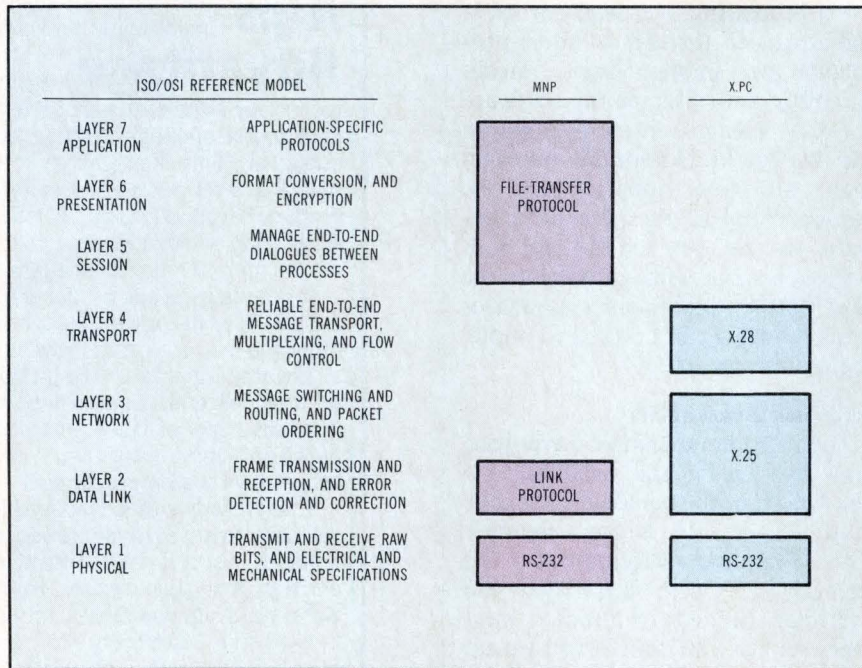 ISO/OSI REFERENCE MODEL
MNP
X.PC
LAYER 7
APPLICATION
APPLICATION-SPECIFIC
PROTOCOLS
LAYER 6
PRESENTATION
FORMAT CONVERSION, AND
ENCRYPTION
LAYER 5
SESSION
MANAGE END-TO-END
DIALOGUES BETWEEN
PROCESSES
FILE-TRANSFER
PROTOCOL
LAYER 4
TRANSPORT
RELIABLE END-TO-END
MESSAGE TRANSPORT,
MULTIPLEXING, AND FLOW
CONTROL
X.28
LAYER 3
NETWORK
MESSAGE SWITCHING AND
ROUTING, AND PACKET
ORDERING
X.25
LAYER 2
DATA LINK
FRAME TRANSMISSION AND
RECEPTION, AND ERROR
DETECTION AND CORRECTION
LINK
PROTOCOL
LAYER 1
PHYSICAL
TRANSMIT AND RECEIVE RAW
BITS, AND ELECTRICAL AND
MECHANICAL SPECIFICATIONS
RS-232
RS-232